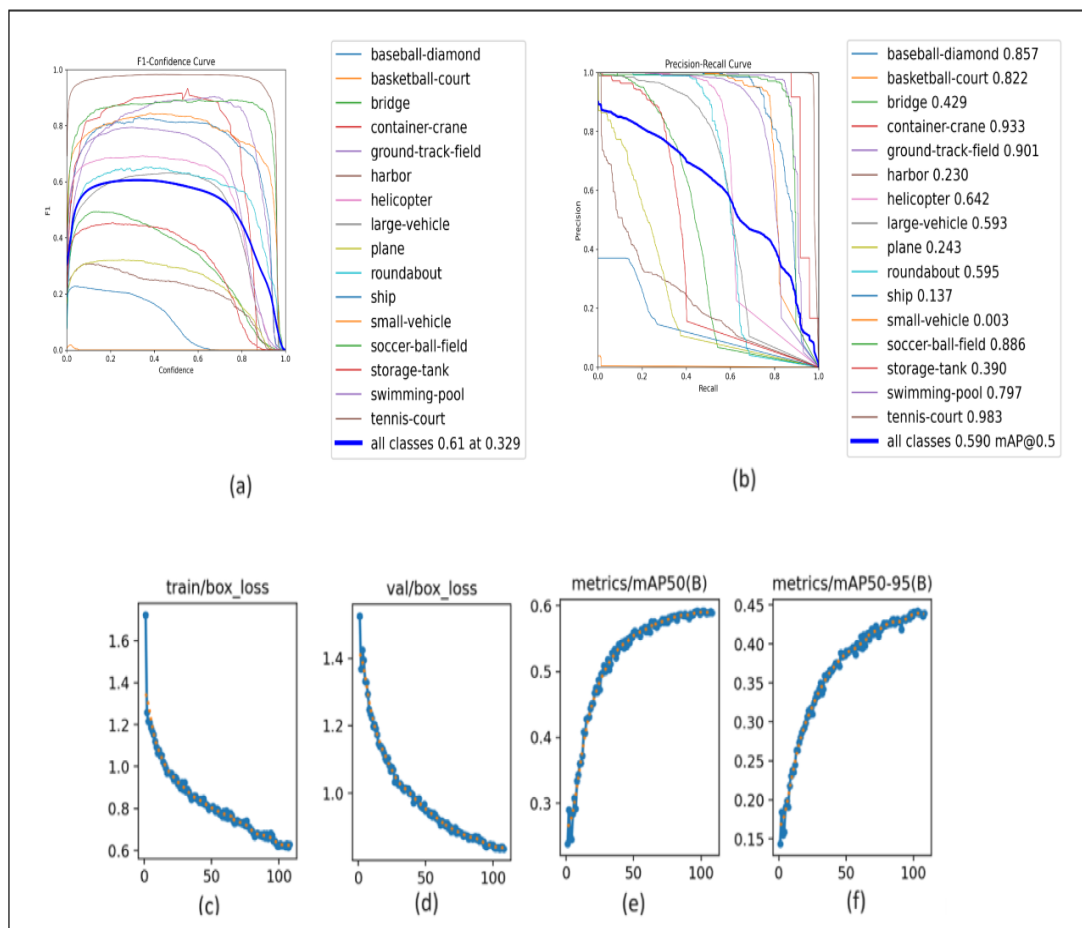 F1-Confidence Curve
1.0
0.8
0.6
0.4
0.2
0.0
F1
0.0 0.2 0.4 0.6 0.8 1.0
Confidence
baseball-diamond
basketball-court
bridge
container-crane
ground-track-field
harbor
helicopter
large-vehicle
plane
roundabout
ship
small-vehicle
soccer-ball-field
storage-tank
swimming-pool
tennis-court
all classes 0.61 at 0.329
(a)
Precision-Recall Curve
1.0
0.8
0.6
0.4
0.2
0.0
Precision
0.0 0.2 0.4 0.6 0.8 1.0
Recall
baseball-diamond 0.857
basketball-court 0.822
bridge 0.429
container-crane 0.933
ground-track-field 0.901
harbor 0.230
helicopter 0.642
large-vehicle 0.593
plane 0.243
roundabout 0.595
ship 0.137
small-vehicle 0.003
soccer-ball-field 0.886
storage-tank 0.390
swimming-pool 0.797
tennis-court 0.983
all classes 0.590 mAP@0.5
(b)
train/box_loss
1.6
1.4
1.2
1.0
0.8
0.6
0 50 100
(c)
val/box_loss
1.4
1.2
1.0
0 50 100
(d)
metrics/mAP50(B)
0.6
0.5
0.4
0.3
0 50 100
(e)
metrics/mAP50-95(B)
0.45
0.40
0.35
0.30
0.25
0.20
0.15
0 50 100
(f)